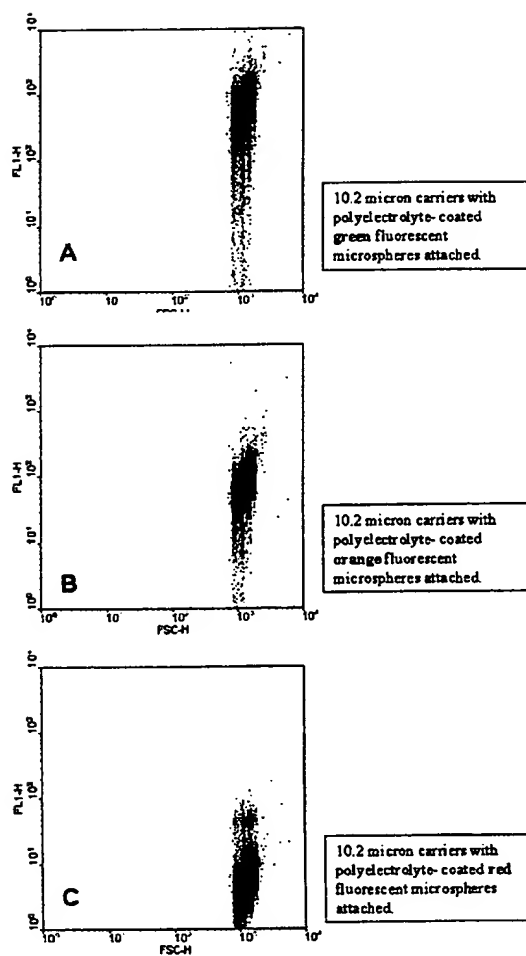 10⁴
10³
10²
10¹
10⁰
FL1-H
A
10⁰ 10¹ 10² 10³ 10⁴
10.2 micron carriers with
polyelectrolyte- coated
green fluorescent
microspheres attached.
10⁴
10³
10²
10¹
10⁰
FL1-H
B
10⁰ 10¹ 10² 10³ 10⁴
FSC-H
10.2 micron carriers with
polyelectrolyte- coated
orange fluorescent
microspheres attached.
10⁴
10³
10²
10¹
10⁰
FL1-H
C
10⁰ 10¹ 10² 10³ 10⁴
FSC-H
10.2 micron carriers with
polyelectrolyte- coated red
fluorescent microspheres
attached.